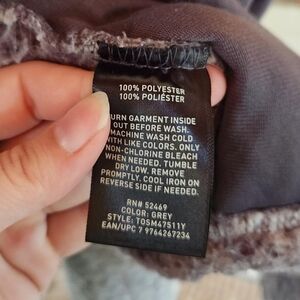 100% POLYESTER
100% POLIÉSTER
TURN GARMENT INSIDE
OUT BEFORE WASH.
MACHINE WASH COLD
WITH LIKE COLORS. ONLY
NON-CHLORINE BLEACH
WHEN NEEDED. TUMBLE
DRY LOW. REMOVE
PROMPTLY. COOL IRON ON
REVERSE SIDE IF NEEDED.
RN# 52469
COLOR: GREY
STYLE: TOSM47511Y
EAN/UPC 7 9764267234